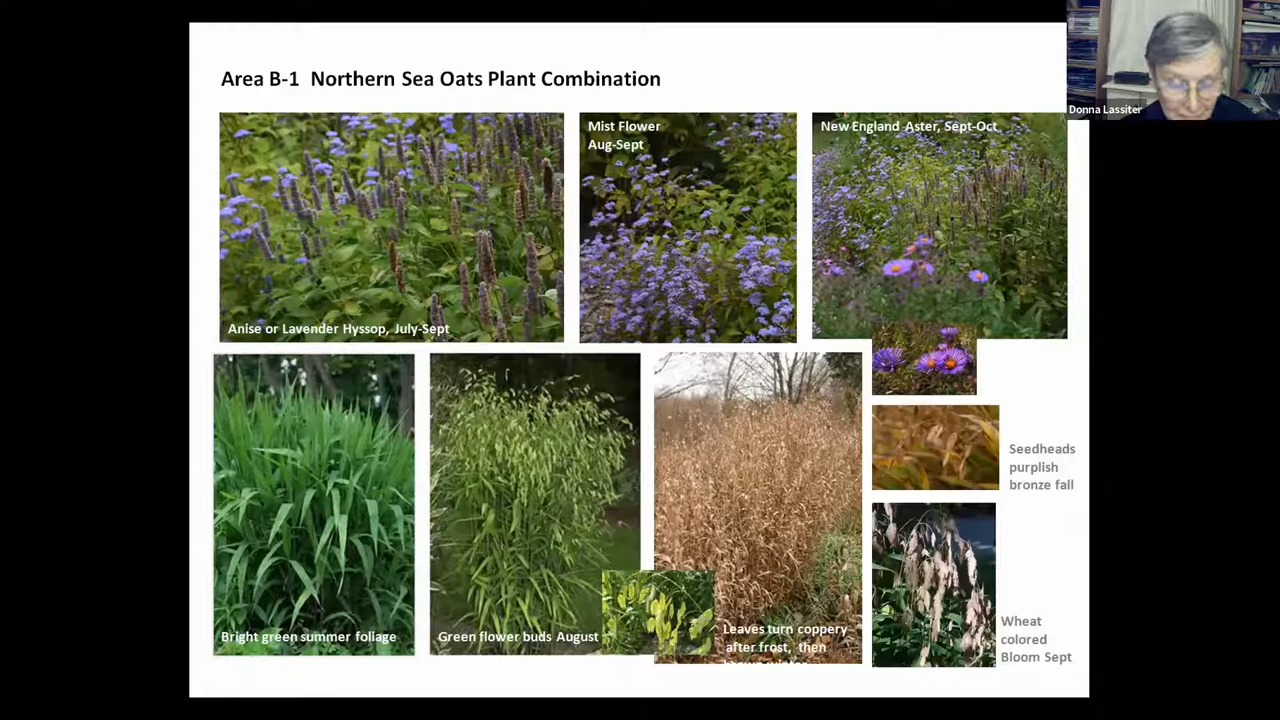 Area B-1 Northern Sea Oats Plant Combination
Donna Lassiter
Mist Flower
Aug-Sept
New England Aster, Sept-Oct
Anise or Lavender Hyssop, July-Sept
Seedheads
purplish
bronze fall
Bright green summer foliage
Green flower buds August
Leaves turn coppery
after frost, then
brown winter
Wheat
colored
Bloom Sept